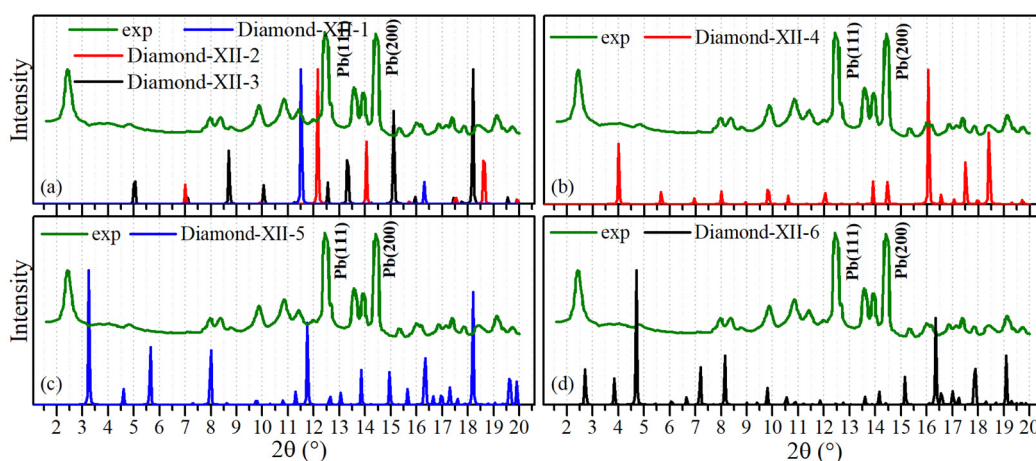 exp Diamond-XII-1
Diamond-XII-2
Diamond-XII-3
Pb(111)
Pb(200)
(a)
Intensity
exp Diamond-XII-4
Pb(111)
Pb(200)
(b)
exp Diamond-XII-5
Pb(111)
Pb(200)
(c)
Intensity
2 3 4 5 6 7 8 9 10 11 12 13 14 15 16 17 18 19 20
2θ (°)
exp Diamond-XII-6
Pb(111)
Pb(200)
(d)
2 3 4 5 6 7 8 9 10 11 12 13 14 15 16 17 18 19 20
2θ (°)